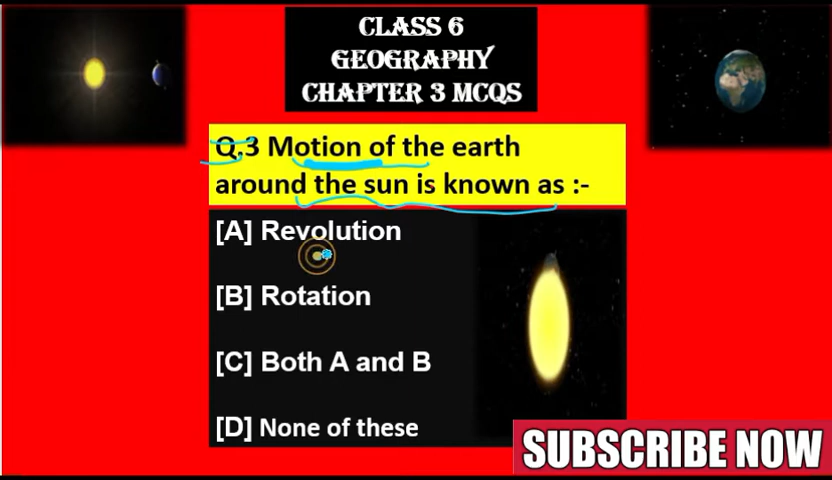 CLASS 6
GEOGRAPHY
CHAPTER 3 MCQS
Q.3 Motion of the earth
around the sun is known as :-
[A] Revolution
[B] Rotation
[C] Both A and B
[D] None of these
SUBSCRIBE NOW